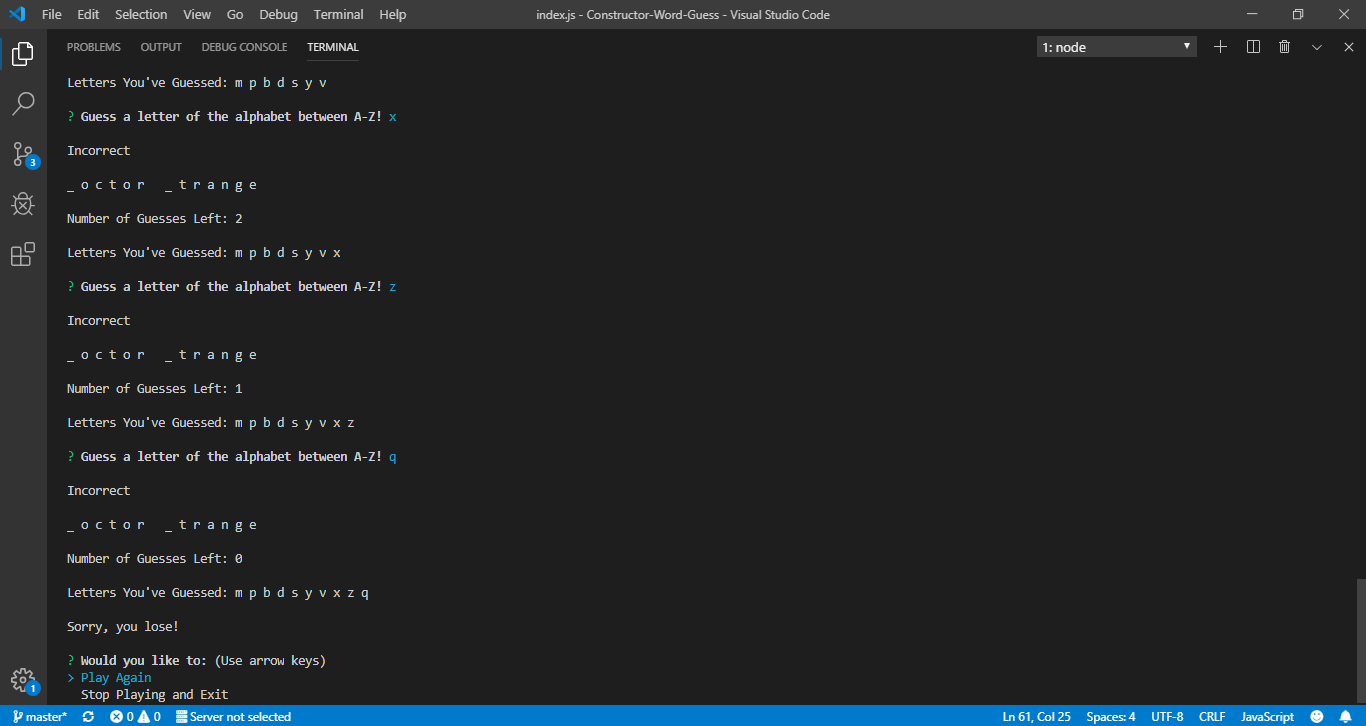 File Edit Selection View Go Debug Terminal Help index.js - Constructor-Word-Guess - Visual Studio Code
PROBLEMS OUTPUT DEBUG CONSOLE TERMINAL 1: node
Letters You've Guessed: m p b d s y v
? Guess a letter of the alphabet between A-Z! x
Incorrect
_ o c t o r   _ t r a n g e
Number of Guesses Left: 2
Letters You've Guessed: m p b d s y v x
? Guess a letter of the alphabet between A-Z! z
Incorrect
_ o c t o r   _ t r a n g e
Number of Guesses Left: 1
Letters You've Guessed: m p b d s y v x z
? Guess a letter of the alphabet between A-Z! q
Incorrect
_ o c t o r   _ t r a n g e
Number of Guesses Left: 0
Letters You've Guessed: m p b d s y v x z q
Sorry, you lose!
? Would you like to: (Use arrow keys)
> Play Again
Stop Playing and Exit
3
1
master* 0 0 Server not selected Ln 61, Col 25 Spaces: 4 UTF-8 CRLF JavaScript